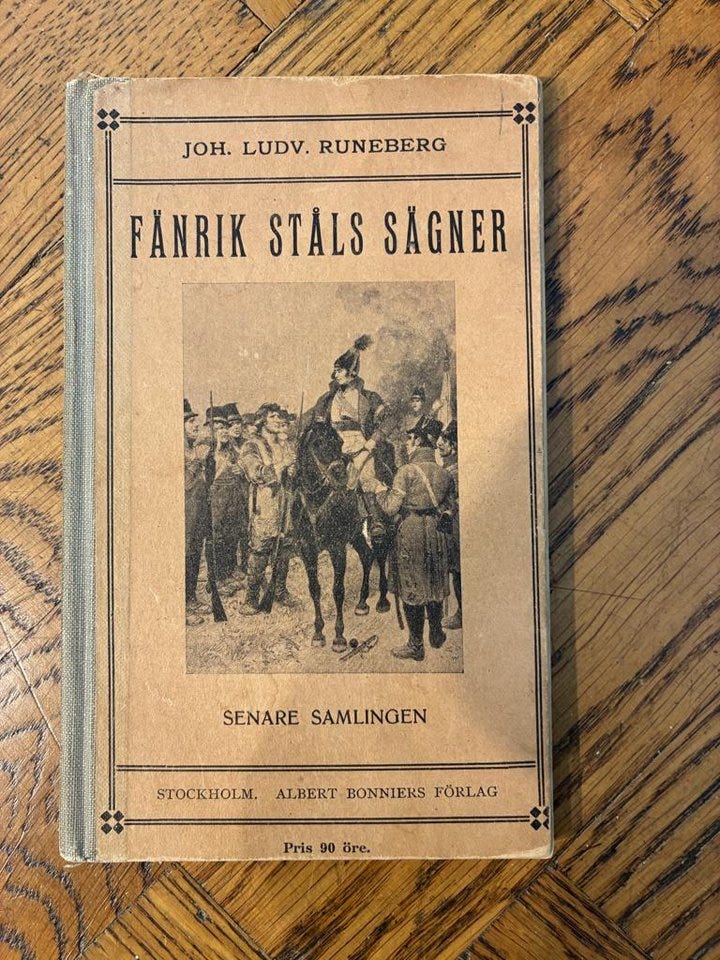 JOH. LUDV. RUNEBERG
FÄNRIK STÅLS SÄGNER
SENARE SAMLINGEN
STOCKHOLM. ALBERT BONNIERS FÖRLAG
Pris 90 öre.